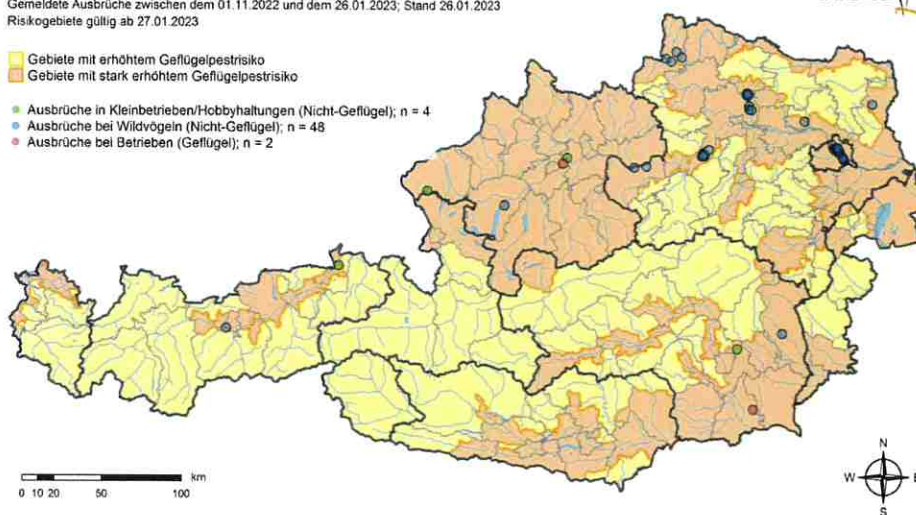 Gemeldete Ausbrüche zwischen dem 01.11.2022 und dem 26.01.2023; Stand 26.01.2023
Risikogebiete gültig ab 27.01.2023
Gebiete mit erhöhtem Geflügelpestrisiko
Gebiete mit stark erhöhtem Geflügelpestrisiko
Ausbrüche in Kleinbetrieben/Hobbyhaltungen (Nicht-Geflügel); n = 4
Ausbrüche bei Wildvögeln (Nicht-Geflügel); n = 48
Ausbrüche bei Betrieben (Geflügel); n = 2
km
0 10 20 50 100
N
W E
S